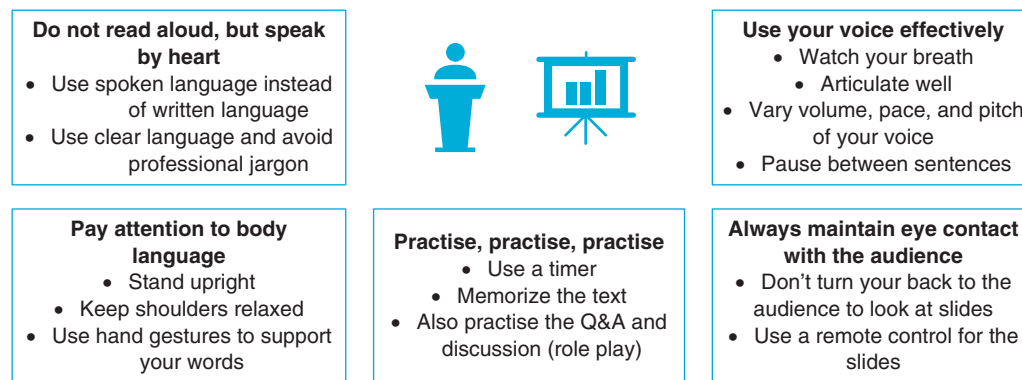 Do not read aloud, but speak
by heart
• Use spoken language instead
of written language
• Use clear language and avoid
professional jargon
Use your voice effectively
• Watch your breath
• Articulate well
• Vary volume, pace, and pitch
of your voice
• Pause between sentences
Pay attention to body
language
• Stand upright
• Keep shoulders relaxed
• Use hand gestures to support
your words
Practise, practise, practise
• Use a timer
• Memorize the text
• Also practise the Q&A and
discussion (role play)
Always maintain eye contact
with the audience
• Don't turn your back to the
audience to look at slides
• Use a remote control for the
slides